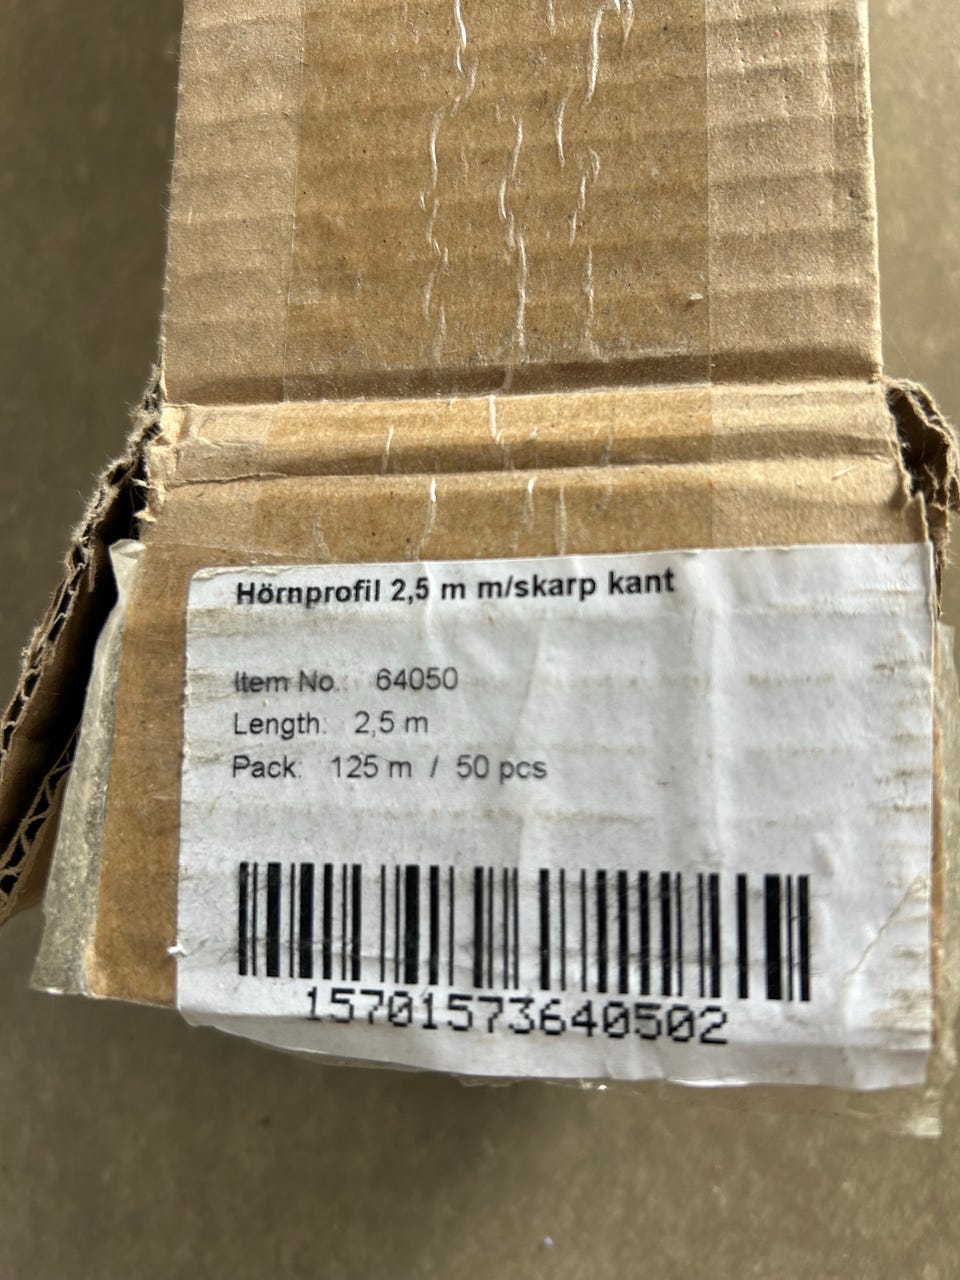 Hörnprofil 2,5 m m/skarp kant
Item No.: 64050
Length: 2,5 m
Pack: 125 m / 50 pcs
15701573640502